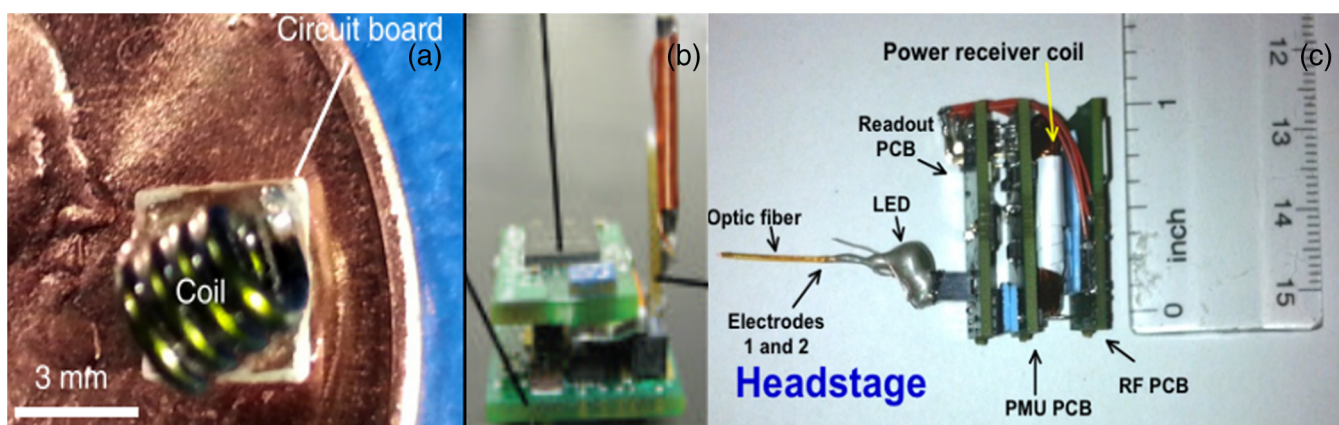 Circuit board
(a)
Coil
3 mm
(b)
Power receiver coil
(c)
Readout
PCB
LED
Optic fiber
Electrodes
1 and 2
Headstage
PMU PCB
RF PCB
1
inch
0
12
13
14
15